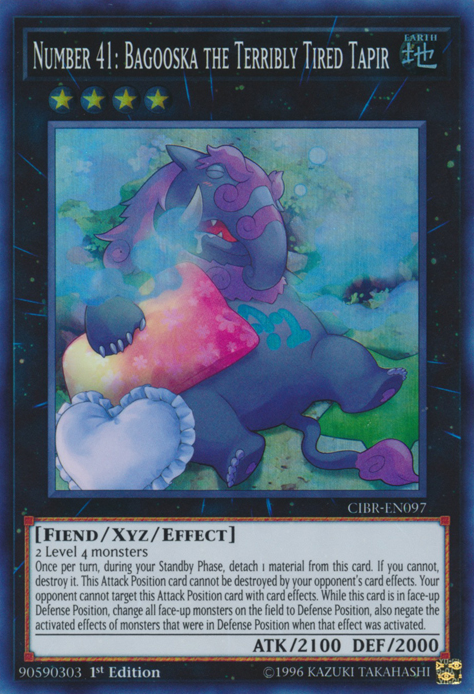 NUMBER 41: BAGOOSKA THE TERRIBLY TIRED TAPIR
EARTH
地
CIBR-EN097
[FIEND/XYZ/EFFECT]
2 Level 4 monsters
Once per turn, during your Standby Phase, detach 1 material from this card. If you cannot,
destroy it. This Attack Position card cannot be destroyed by your opponent's card effects. Your
opponent cannot target this Attack Position card with card effects. While this card is in face-up
Defense Position, change all face-up monsters on the field to Defense Position, also negate the
activated effects of monsters that were in Defense Position when that effect was activated.
ATK/2100 DEF/2000
90590303 1st Edition ©1996 KAZUKI TAKAHASHI